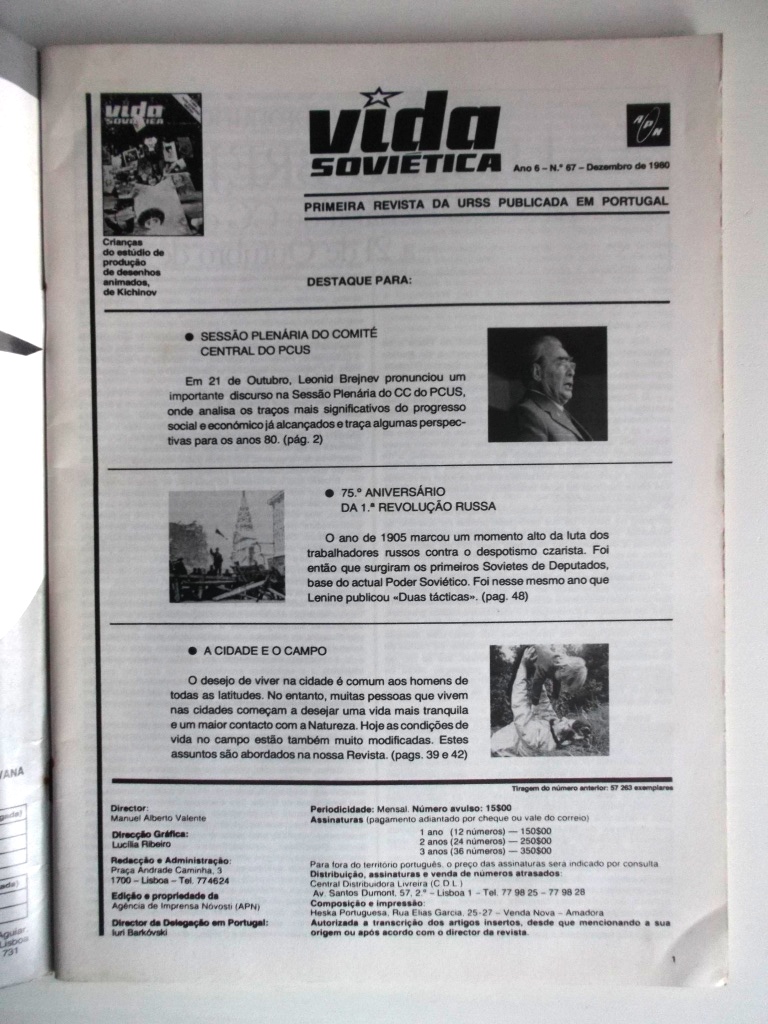 vida
SOVIÉTICA
vida
SOVIÉTICA
APN
Ano 6 – N.º 67 – Dezembro de 1980
PRIMEIRA REVISTA DA URSS PUBLICADA EM PORTUGAL
Crianças
do estúdio de
produção
de desenhos
animados,
de Kichinov
DESTAQUE PARA:
● SESSÃO PLENÁRIA DO COMITÉ
CENTRAL DO PCUS
Em 21 de Outubro, Leonid Brejnev pronunciou um
importante discurso na Sessão Plenária do CC do PCUS,
onde analisa os traços mais significativos do progresso
social e económico já alcançados e traça algumas perspec-
tivas para os anos 80. (pág. 2)
● 75.º ANIVERSÁRIO
DA 1.ª REVOLUÇÃO RUSSA
O ano de 1905 marcou um momento alto da luta dos
trabalhadores russos contra o despotismo czarista. Foi
então que surgiram os primeiros Sovietes de Deputados,
base do actual Poder Soviético. Foi nesse mesmo ano que
Lenine publicou «Duas tácticas». (pag. 48)
● A CIDADE E O CAMPO
O desejo de viver na cidade é comum aos homens de
todas as latitudes. No entanto, muitas pessoas que vivem
nas cidades começam a desejar uma vida mais tranquila
e um maior contacto com a Natureza. Hoje as condições de
vida no campo estão também muito modificadas. Estes
assuntos são abordados na nossa Revista. (pags. 39 e 42)
Tiragem do número anterior: 57 263 exemplares
Director:
Manuel Alberto Valente
Direcção Gráfica:
Lucília Ribeiro
Redacção e Administração:
Praça Andrade Caminha, 3
1700 – Lisboa – Tel. 774624
Edição e propriedade da
Agência de Imprensa Nóvosti (APN)
Director da Delegação em Portugal:
Iuri Barkóvski
Periodicidade: Mensal. Número avulso: 15$00
Assinaturas (pagamento adiantado por cheque ou vale do correio)
1 ano (12 números) — 150$00
2 anos (24 números) — 250$00
3 anos (36 números) — 350$00
Para fora do território português, o preço das assinaturas será indicado por consulta.
Distribuição, assinaturas e venda de números atrasados:
Central Distribuidora Livreira (C.D.L.)
Av. Santos Dumont, 57, 2.º – Lisboa 1 – Tel. 77 98 25 – 77 98 28
Composição e impressão:
Heska Portuguesa, Rua Elias Garcia, 25-27 – Venda Nova – Amadora
Autorizada a transcrição dos artigos insertos, desde que mencionando a sua
origem ou após acordo com o director da revista.
1
Aguiar
Lisboa
731